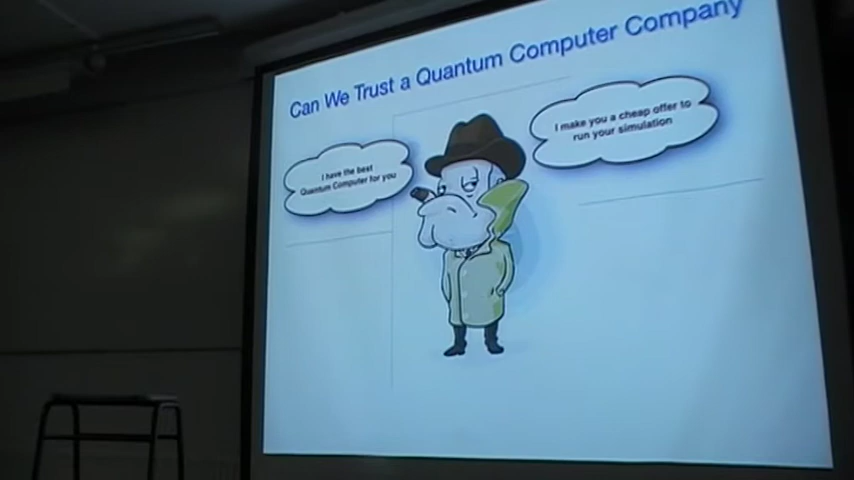 Can We Trust a Quantum Computer Company
I have the best
Quantum Computer for you
I make you a cheap offer to
run your simulation